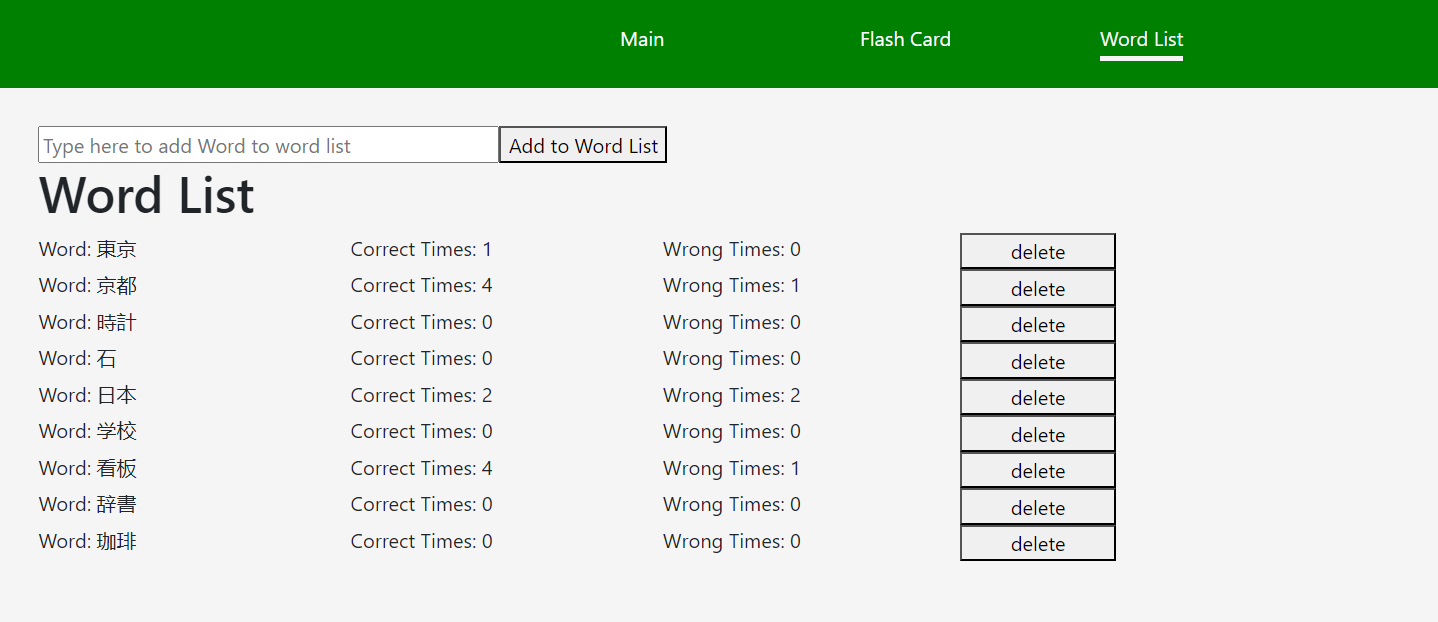 Main Flash Card Word List
Type here to add Word to word list Add to Word List
Word List
Word: 東京 Correct Times: 1 Wrong Times: 0 delete
Word: 京都 Correct Times: 4 Wrong Times: 1 delete
Word: 時計 Correct Times: 0 Wrong Times: 0 delete
Word: 石 Correct Times: 0 Wrong Times: 0 delete
Word: 日本 Correct Times: 2 Wrong Times: 2 delete
Word: 学校 Correct Times: 0 Wrong Times: 0 delete
Word: 看板 Correct Times: 4 Wrong Times: 1 delete
Word: 辞書 Correct Times: 0 Wrong Times: 0 delete
Word: 珈琲 Correct Times: 0 Wrong Times: 0 delete